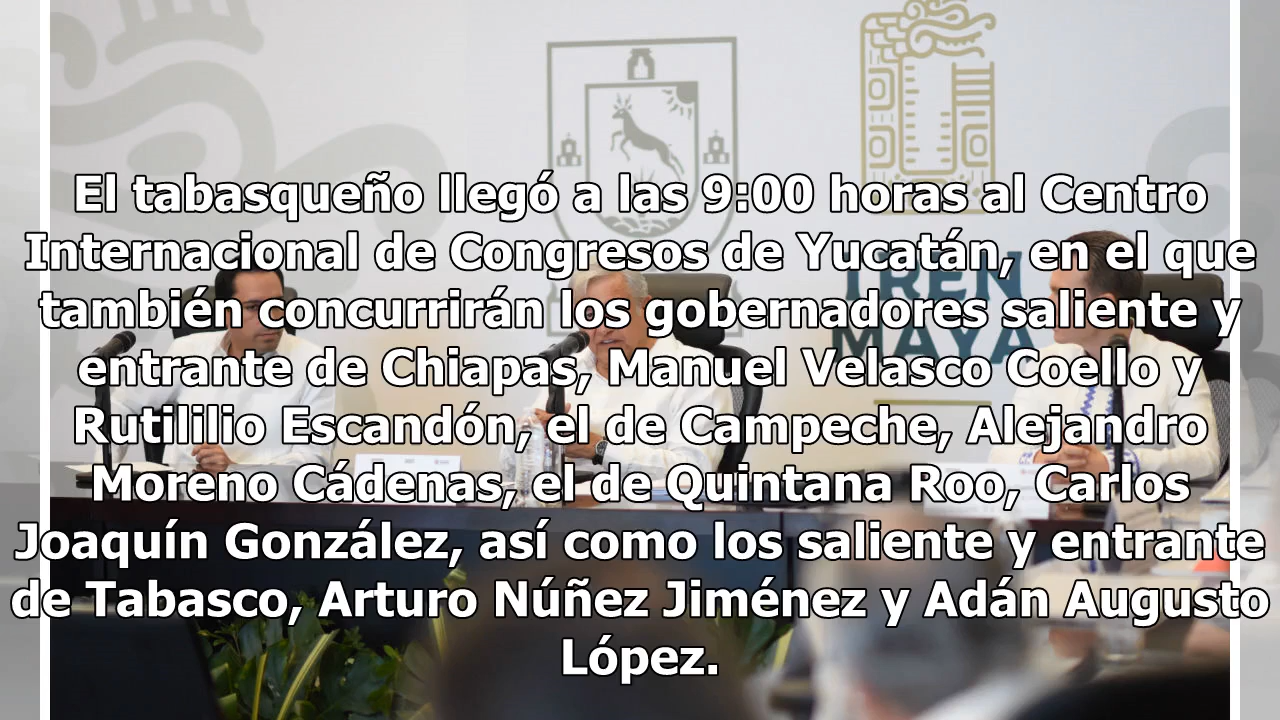 El tabasqueño llegó a las 9:00 horas al Centro
Internacional de Congresos de Yucatán, en el que
también concurrirán los gobernadores saliente y
entrante de Chiapas, Manuel Velasco Coello y
Rutililio Escandón, el de Campeche, Alejandro
Moreno Cádenas, el de Quintana Roo, Carlos
Joaquín González, así como los saliente y entrante
de Tabasco, Arturo Núñez Jiménez y Adán Augusto
López.
TREN
MAYA